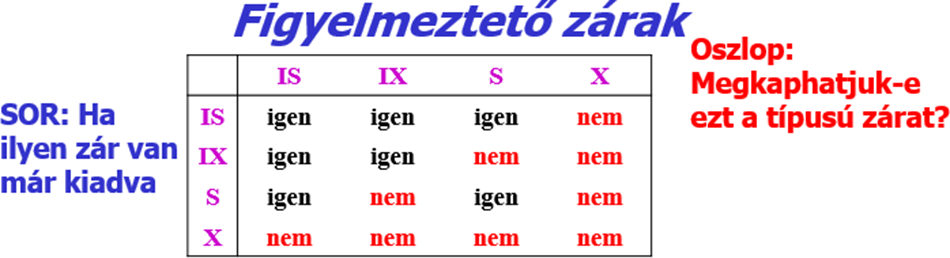 Figyelmeztető zárak
SOR: Ha
ilyen zár van
már kiadva
IS IX S X
IS igen igen igen nem
IX igen igen nem nem
S igen nem igen nem
X nem nem nem nem
Oszlop:
Megkaphatjuk-e
ezt a típusú zárat?